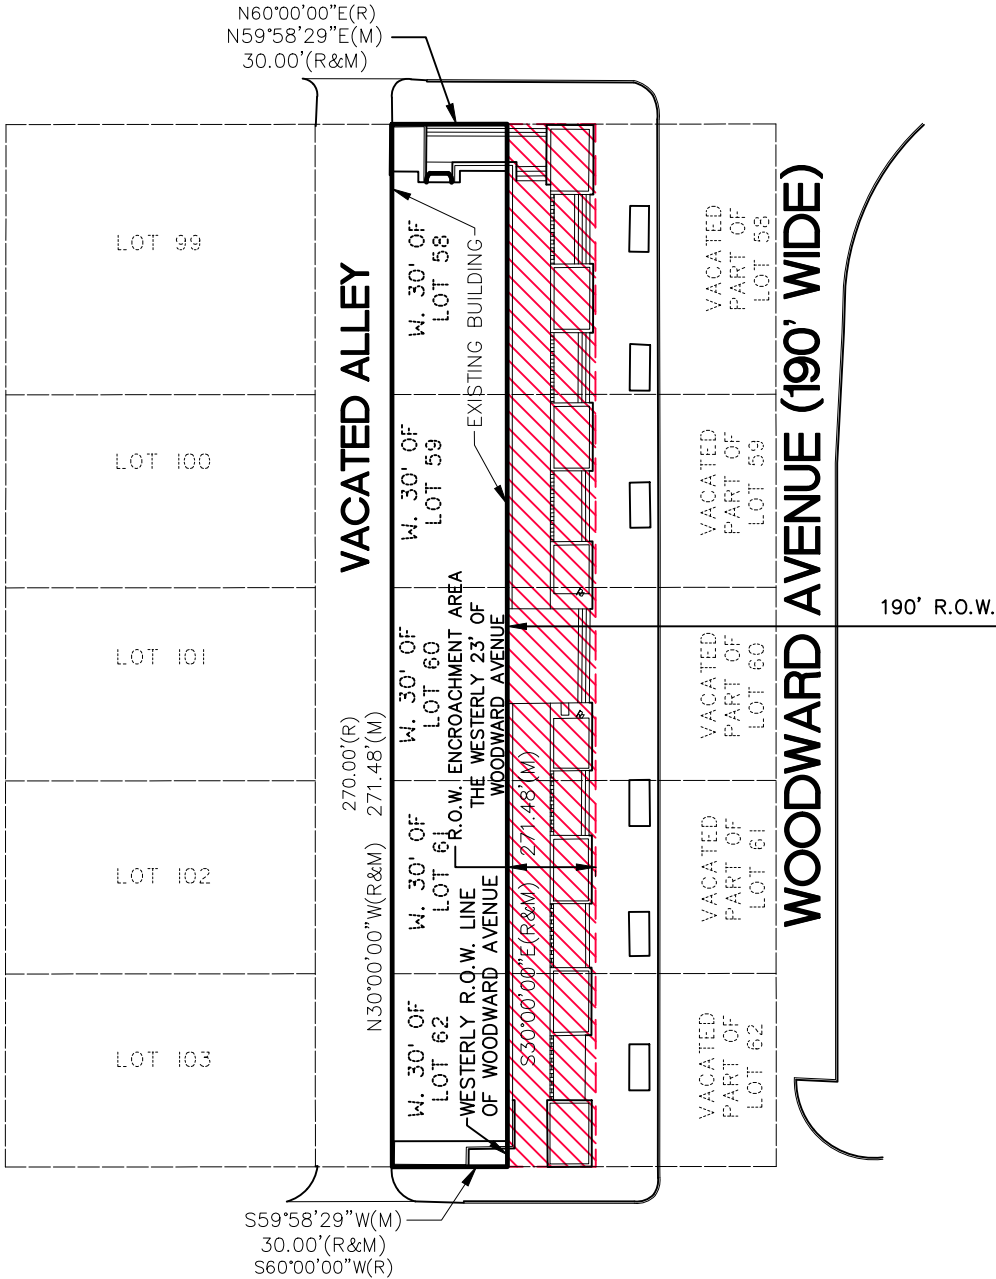 N60°00'00"E(R)
N59°58'29"E(M)
30.00'(R&M)
LOT 99
LOT 100
LOT 101
LOT 102
LOT 103
VACATED ALLEY
270.00'(R)
271.48'(M)
N30°00'00"W(R&M)
W. 30' OF
LOT 58
W. 30' OF
LOT 59
W. 30' OF
LOT 60
W. 30' OF
LOT 61
W. 30' OF
LOT 62
EXISTING BUILDING
R.O.W. ENCROACHMENT AREA
THE WESTERLY 23' OF
WOODWARD AVENUE
WESTERLY R.O.W. LINE
OF WOODWARD AVENUE
S30°00'00"E(R&M) 271.48'(M)
VACATED
PART OF
LOT 58
VACATED
PART OF
LOT 59
VACATED
PART OF
LOT 60
VACATED
PART OF
LOT 61
VACATED
PART OF
LOT 62
WOODWARD AVENUE (190' WIDE)
190' R.O.W.
S59°58'29"W(M)
30.00'(R&M)
S60°00'00"W(R)